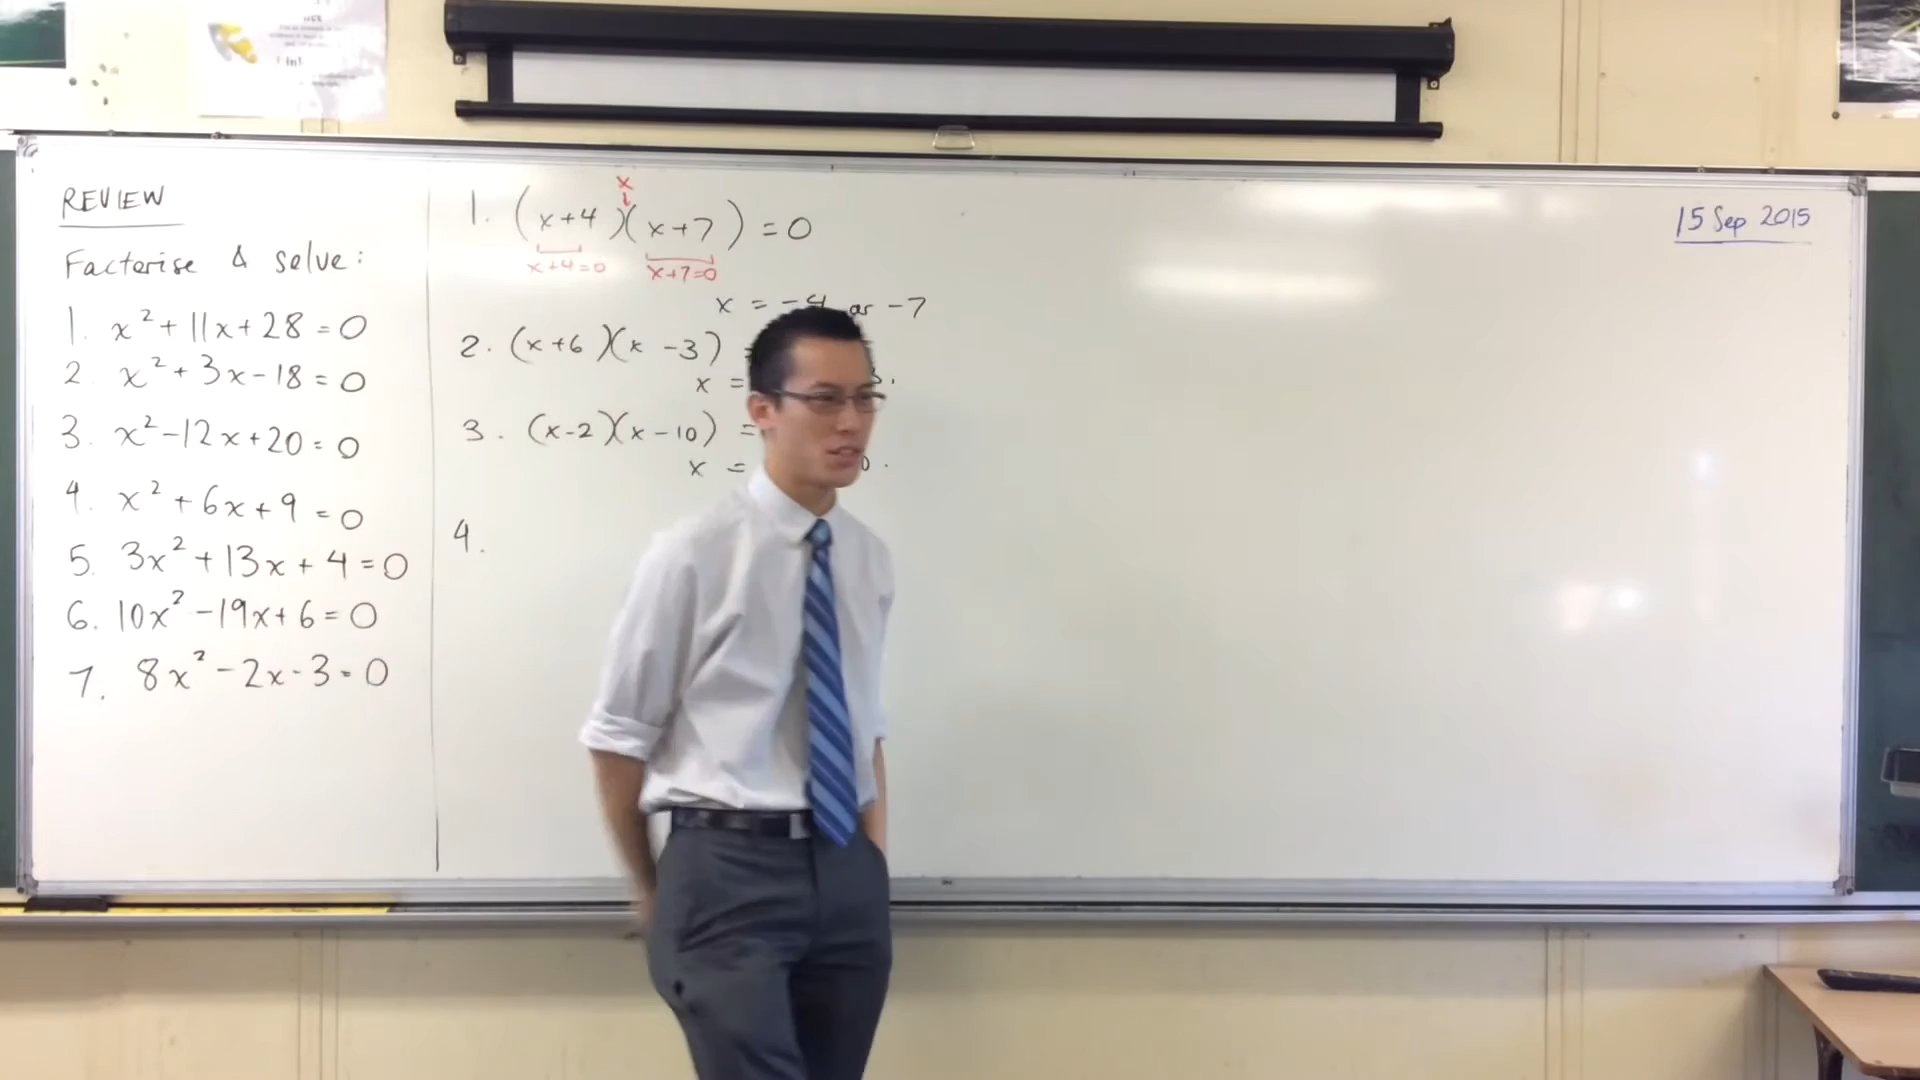 REVIEW
Factorise & solve:
1. x² + 11x + 28 = 0
2. x² + 3x - 18 = 0
3. x² - 12x + 20 = 0
4. x² + 6x + 9 = 0
5. 3x² + 13x + 4 = 0
6. 10x² - 19x + 6 = 0
7. 8x² - 2x - 3 = 0
x
1. (x+4)(x+7) = 0
x+4=0 x+7=0
x = -4 or -7
2. (x+6)(x-3)
x = 3.
3. (x-2)(x-10) =
x = 0.
4.
15 Sep 2015